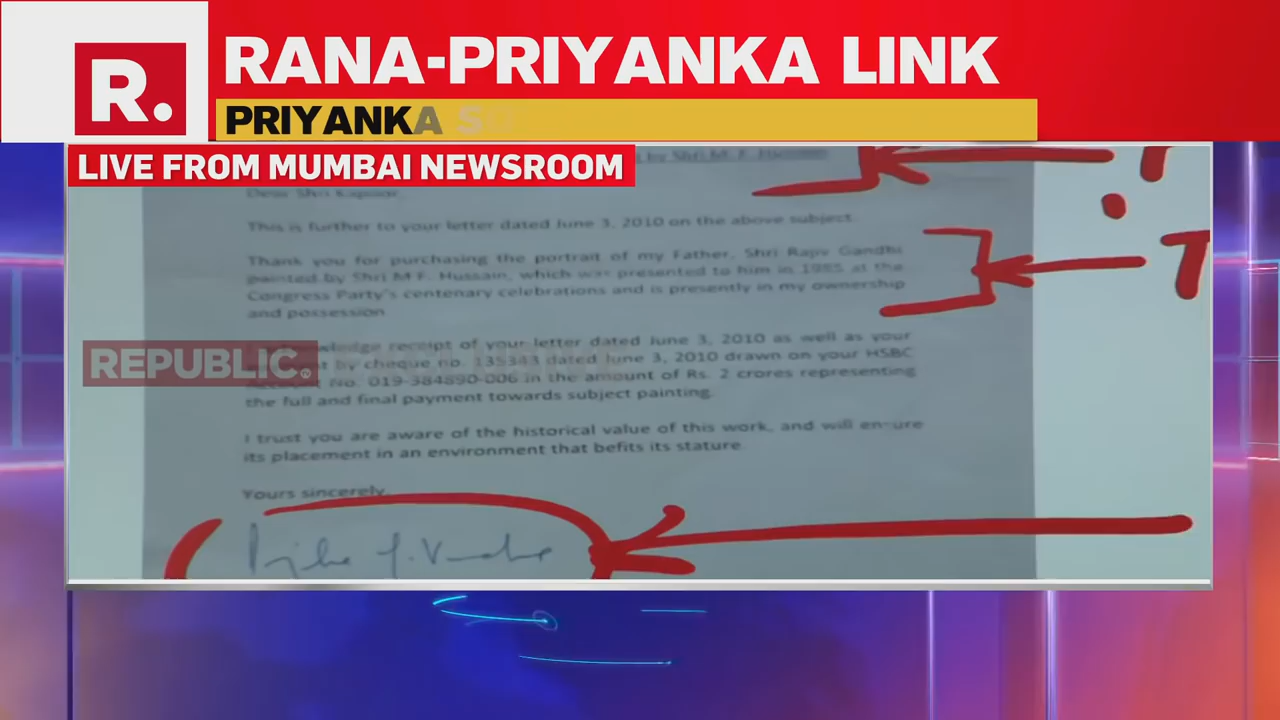 R.
RANA-PRIYANKA LINK
PRIYANKA S
LIVE FROM MUMBAI NEWSROOM
by Shri M. F. Hussain
Dear Shri Kapoor,
This is further to your letter dated June 3, 2010 on the above subject.
Thank you for purchasing the portrait of my Father, Shri Rajiv Gandhi
painted by Shri M F. Hussain, which was presented to him in 1985 at the
Congress Party's centenary celebrations and is presently in my ownership
and possession
acknowledge receipt of your letter dated June 3, 2010 as well as your
by cheque no. 135343 dated June 3, 2010 drawn on your HSBC
Account No. 019-384890-006 in the amount of Rs. 2 crores representing
the full and final payment towards subject painting.
REPUBLIC.TV
I trust you are aware of the historical value of this work, and will ensure
its placement in an environment that befits its stature
Yours sincerely,
T